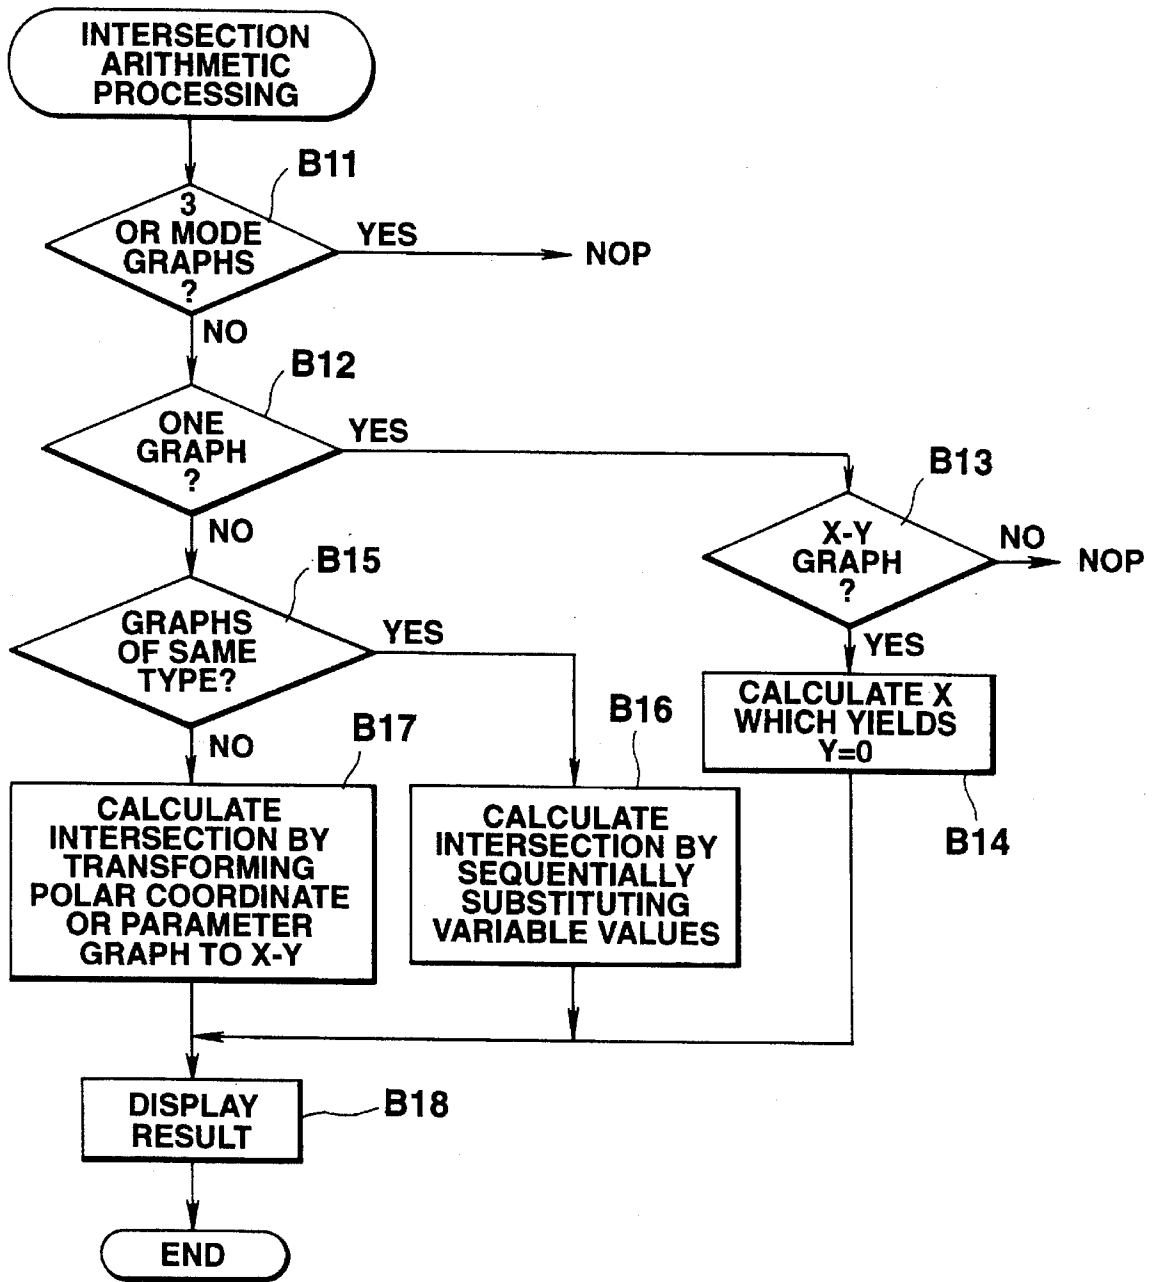 INTERSECTION
ARITHMETIC
PROCESSING
B11
3
OR MODE
GRAPHS
?
YES
NOP
NO
B12
ONE
GRAPH
?
YES
NO
B13
X-Y
GRAPH
?
NO
NOP
YES
B15
GRAPHS
OF SAME
TYPE?
YES
NO
CALCULATE X
WHICH YIELDS
Y=0
B14
B17
CALCULATE
INTERSECTION BY
TRANSFORMING
POLAR COORDINATE
OR PARAMETER
GRAPH TO X-Y
B16
CALCULATE
INTERSECTION BY
SEQUENTIALLY
SUBSTITUTING
VARIABLE VALUES
DISPLAY
RESULT
B18
END